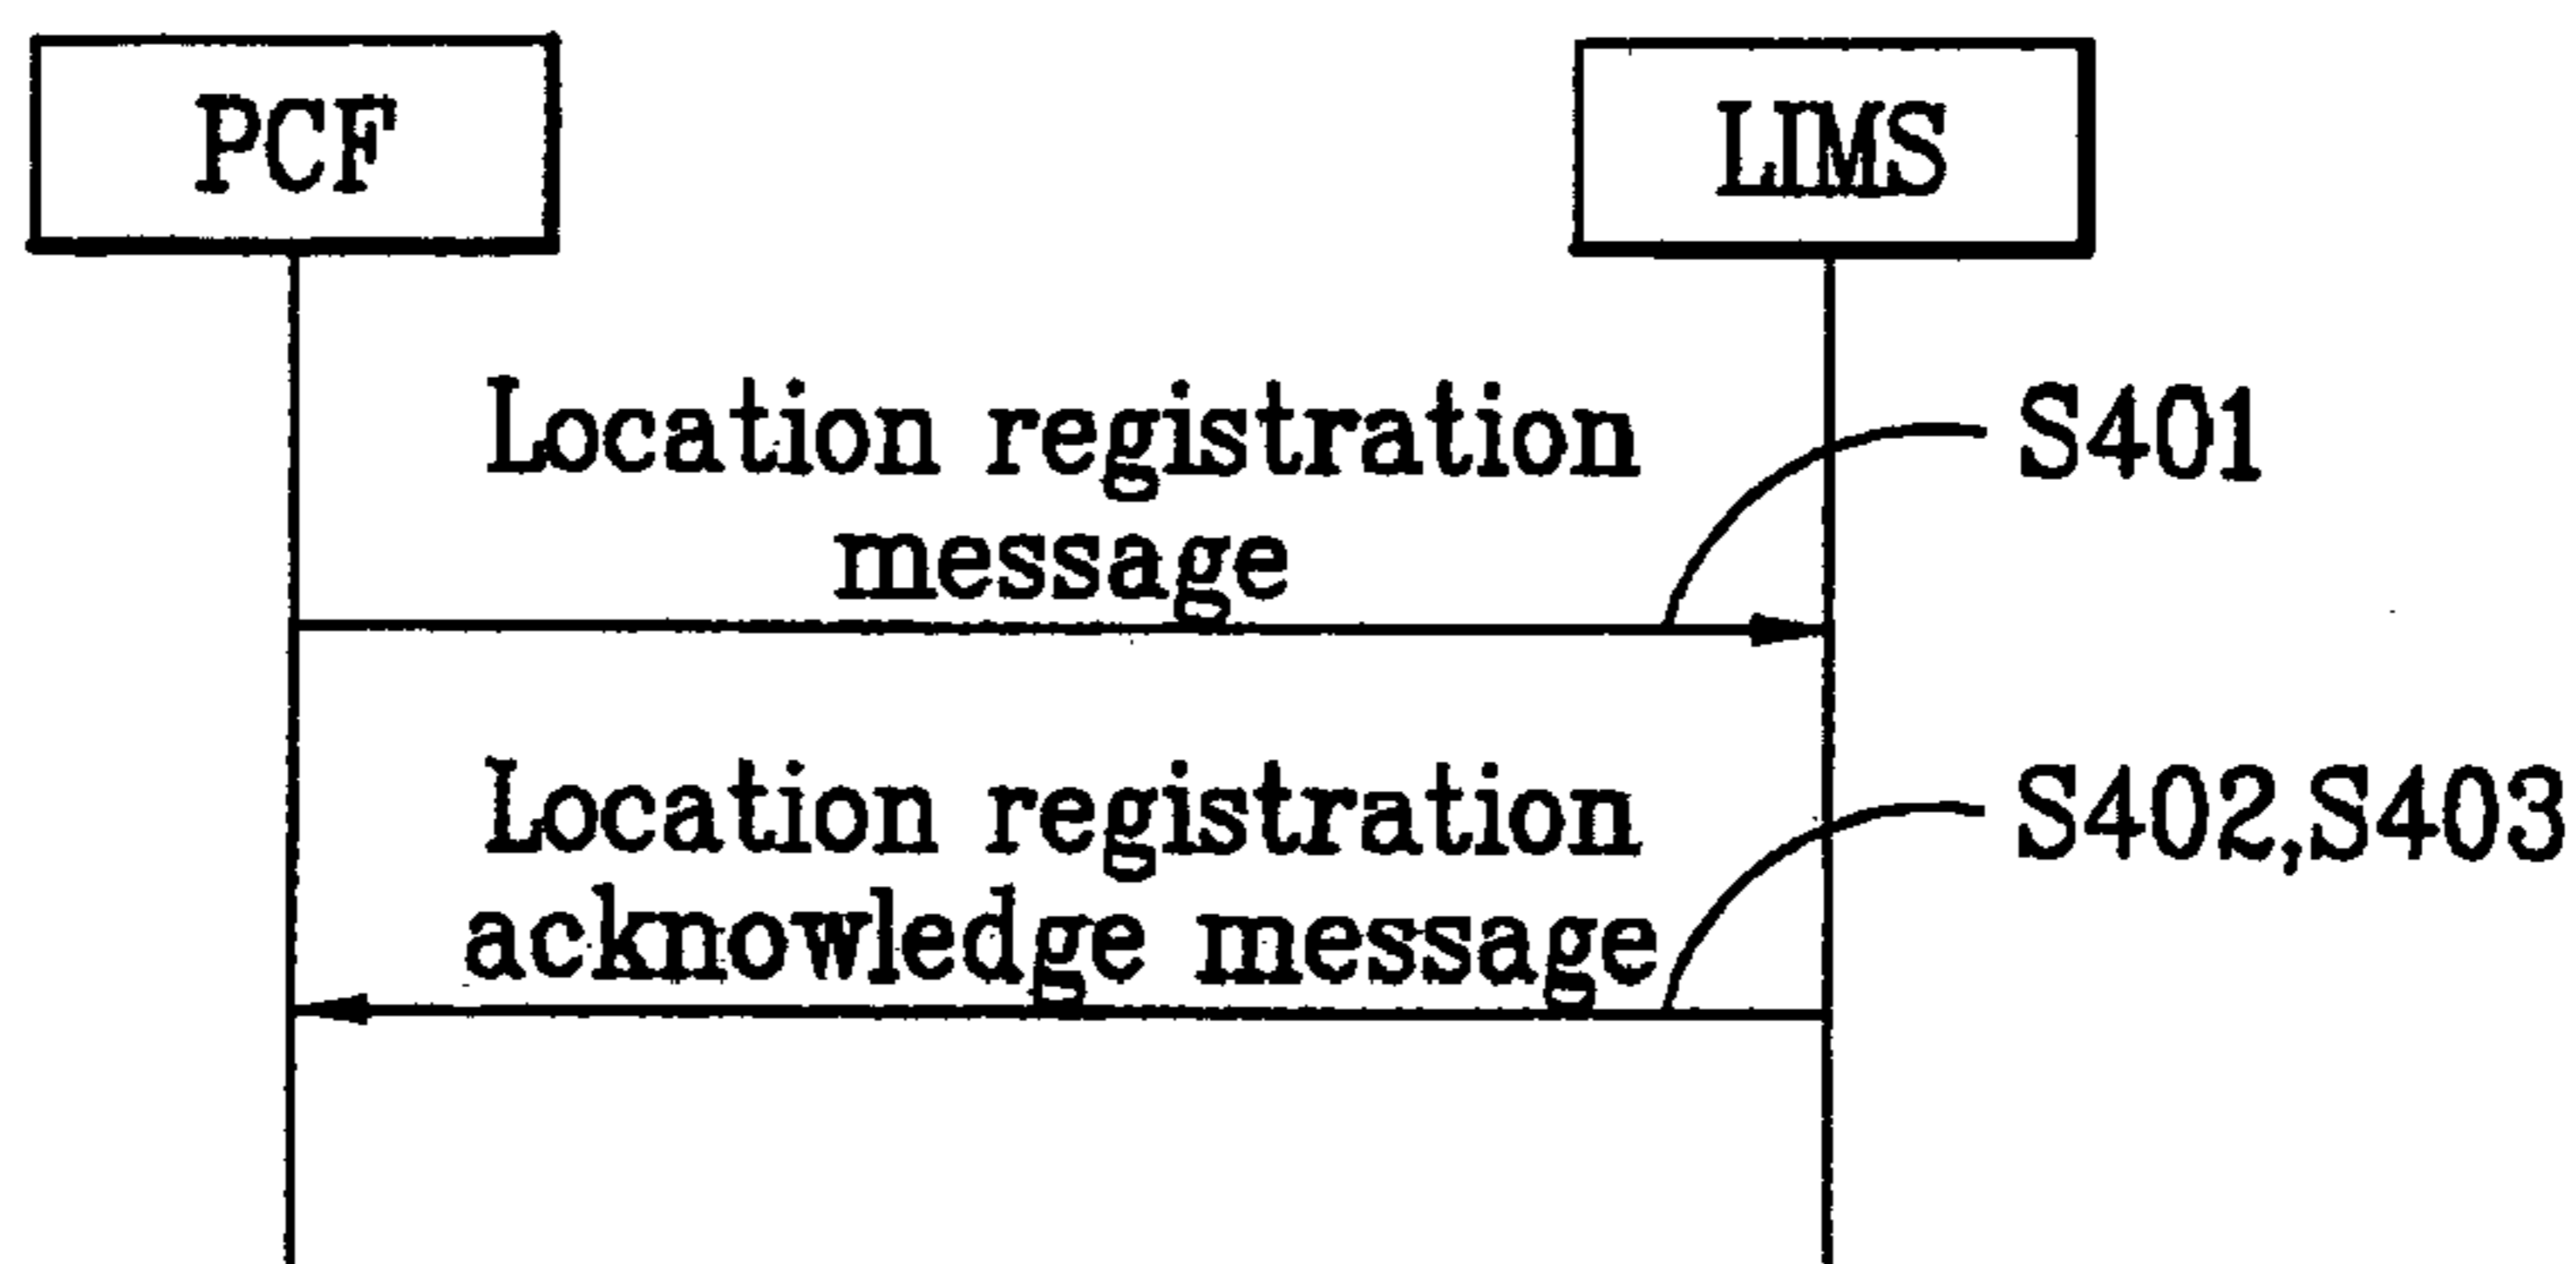 PCF
LIMS
Location registration
message
S401
Location registration
acknowledge message
S402,S403